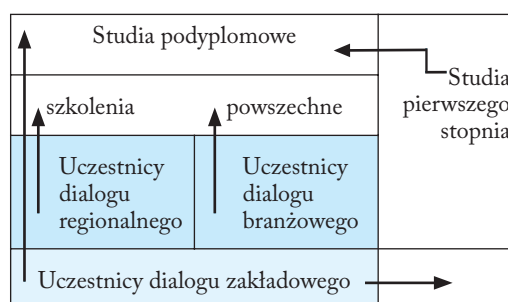 Studia podyplomowe
Studia
pierwszego
stopnia
szkolenia
powszechne
Uczestnicy
dialogu
regionalnego
Uczestnicy
dialogu
branżowego
Uczestnicy dialogu zakładowego